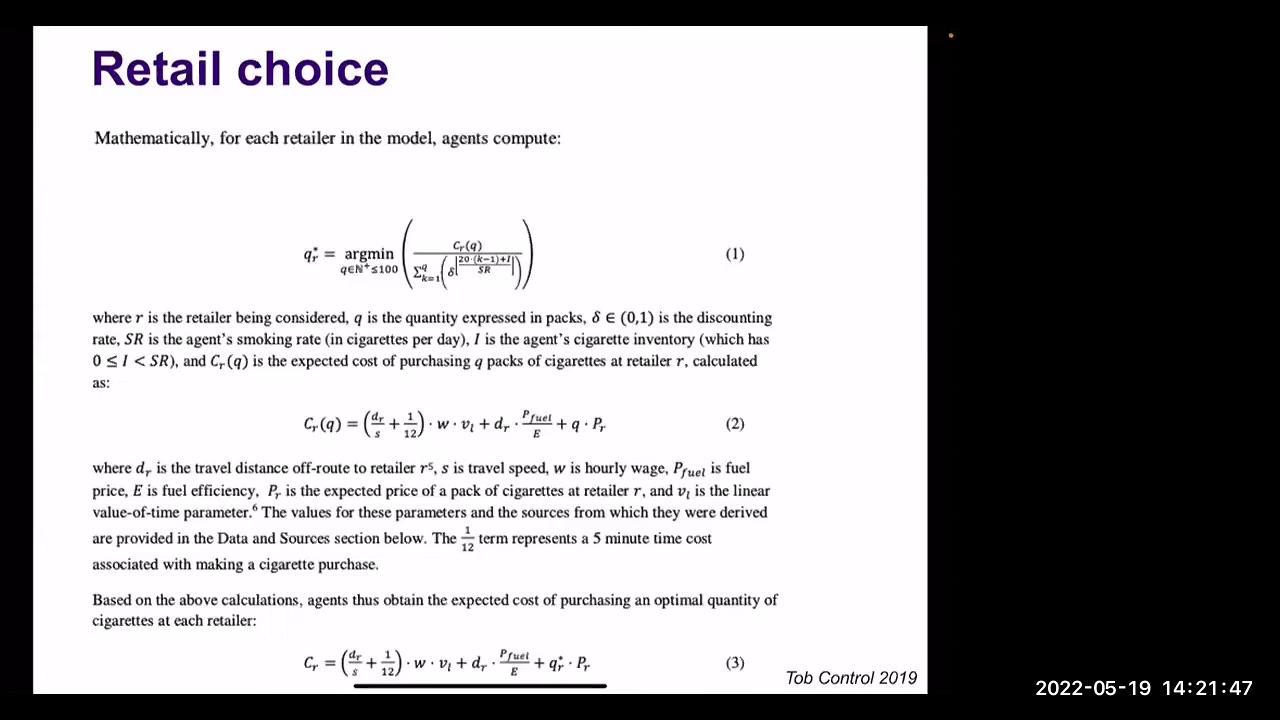 Retail choice
Mathematically, for each retailer in the model, agents compute:
q*r = argmin q∈ℕ⁺≤100 ( Cr(q) / Σ^q_k=1 ( δ^|20·(k−1)+I / SR| ) ) (1)
where r is the retailer being considered, q is the quantity expressed in packs, δ ∈ (0,1) is the discounting
rate, SR is the agent's smoking rate (in cigarettes per day), I is the agent's cigarette inventory (which has
0 ≤ I < SR), and Cr(q) is the expected cost of purchasing q packs of cigarettes at retailer r, calculated
as:
Cr(q) = (dr/s + 1/12) · w · vl + dr · Pfuel/E + q · Pr (2)
where dr is the travel distance off-route to retailer r⁵, s is travel speed, w is hourly wage, Pfuel is fuel
price, E is fuel efficiency, Pr is the expected price of a pack of cigarettes at retailer r, and vl is the linear
value-of-time parameter.⁶ The values for these parameters and the sources from which they were derived
are provided in the Data and Sources section below. The 1/12 term represents a 5 minute time cost
associated with making a cigarette purchase.
Based on the above calculations, agents thus obtain the expected cost of purchasing an optimal quantity of
cigarettes at each retailer:
Cr = (dr/s + 1/12) · w · vl + dr · Pfuel/E + q*r · Pr (3)
Tob Control 2019
2022-05-19 14:21:47